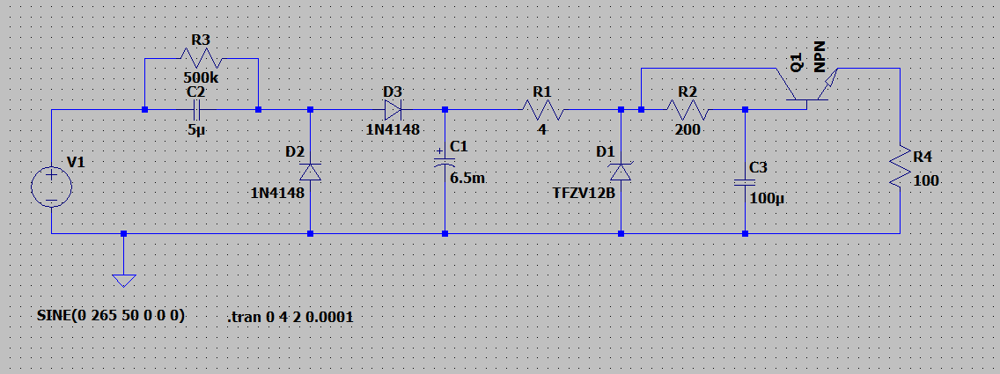 R3
500k
C2
5µ
V1
D3
1N4148
D2
1N4148
C1
6.5m
R1
4
D1
TFZV12B
R2
200
C3
100µ
Q1
NPN
R4
100
SINE(0 265 50 0 0 0)
.tran 0 4 2 0.0001